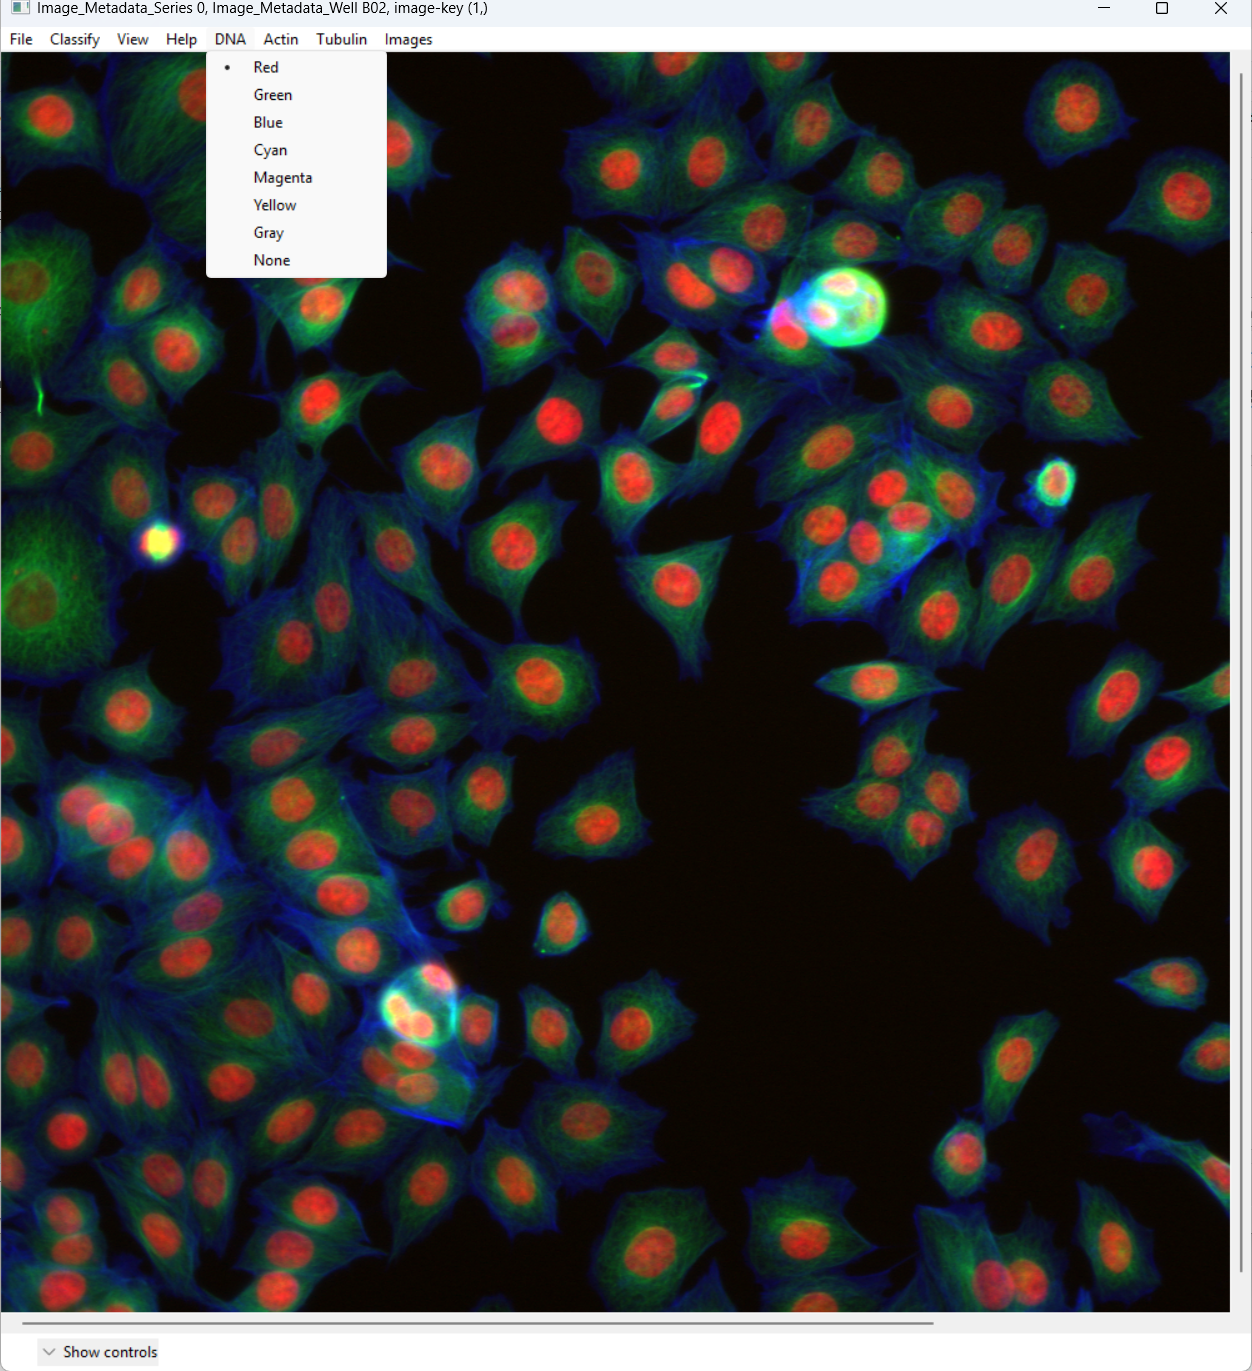 Image_Metadata_Series 0, Image_Metadata_Well B02, image-key (1,)
File Classify View Help DNA Actin Tubulin Images
Red
Green
Blue
Cyan
Magenta
Yellow
Gray
None
Show controls